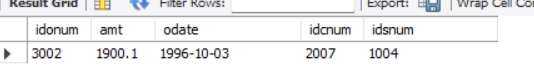 Result Grid Filter Rows: Export: Wrap Cell Con
idonum amt odate idcnum idsnum
3002 1900.1 1996-10-03 2007 1004